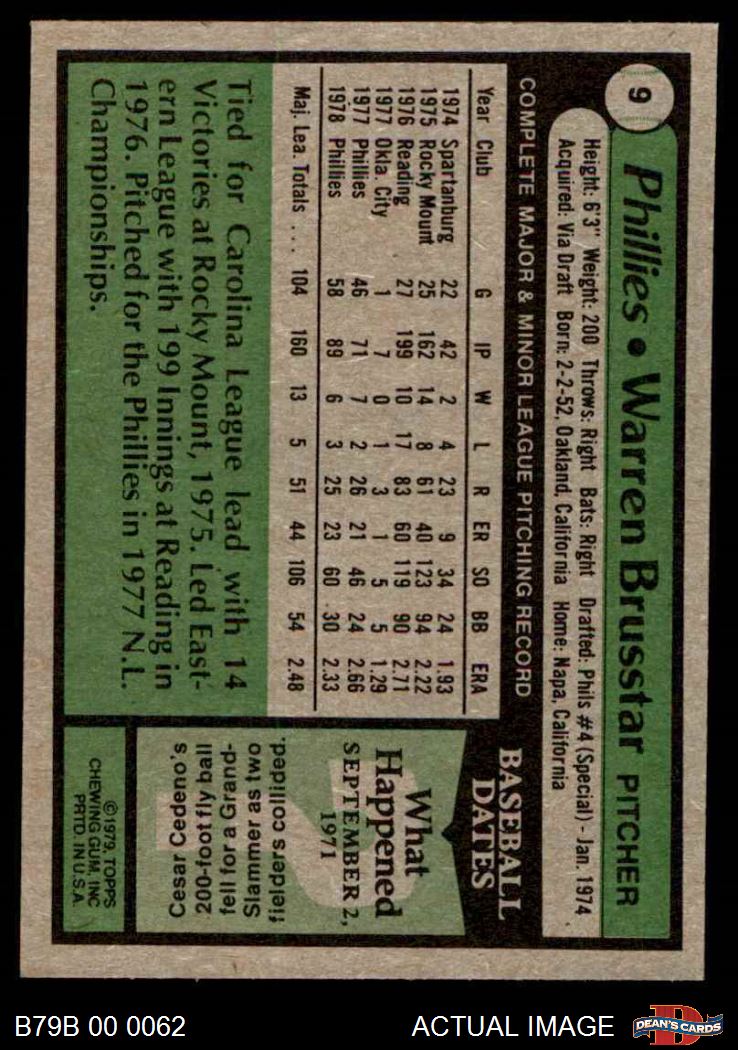 9
Phillies • Warren Brusstar PITCHER
Height: 6'3" Weight: 200 Throws: Right Bats: Right Drafted: Phils #4 (Special) - Jan. 1974
Acquired: Via Draft Born: 2-2-52, Oakland, California Home: Napa, California
COMPLETE MAJOR & MINOR LEAGUE PITCHING RECORD
Year Club G IP W L R ER SO BB ERA
1974 Spartanburg 22 42 2 4 23 9 34 24 1.93
1975 Rocky Mount 25 162 14 8 61 40 123 94 2.22
1976 Reading 27 199 10 17 83 60 119 90 2.71
1977 Okla. City 1 7 0 1 3 1 5 5 1.29
1977 Phillies 46 71 7 2 26 21 46 24 2.66
1978 Phillies 58 89 6 3 25 23 60 30 2.33
Maj. Lea. Totals . . . 104 160 13 5 51 44 106 54 2.48
Tied for Carolina League lead with 14
Victories at Rocky Mount, 1975. Led East-
ern League with 199 Innings at Reading in
1976. Pitched for the Phillies in 1977 N.L.
Championships.
BASEBALL
DATES
What
Happened
SEPTEMBER 2,
1971
Cesar Cedeno's
200-foot fly ball
fell for a Grand-
Slammer as two
fielders collided.
©1979, TOPPS
CHEWING GUM, INC
PRTD. IN U.S.A.
B79B 00 0062
ACTUAL IMAGE
D
DEAN'S CARDS